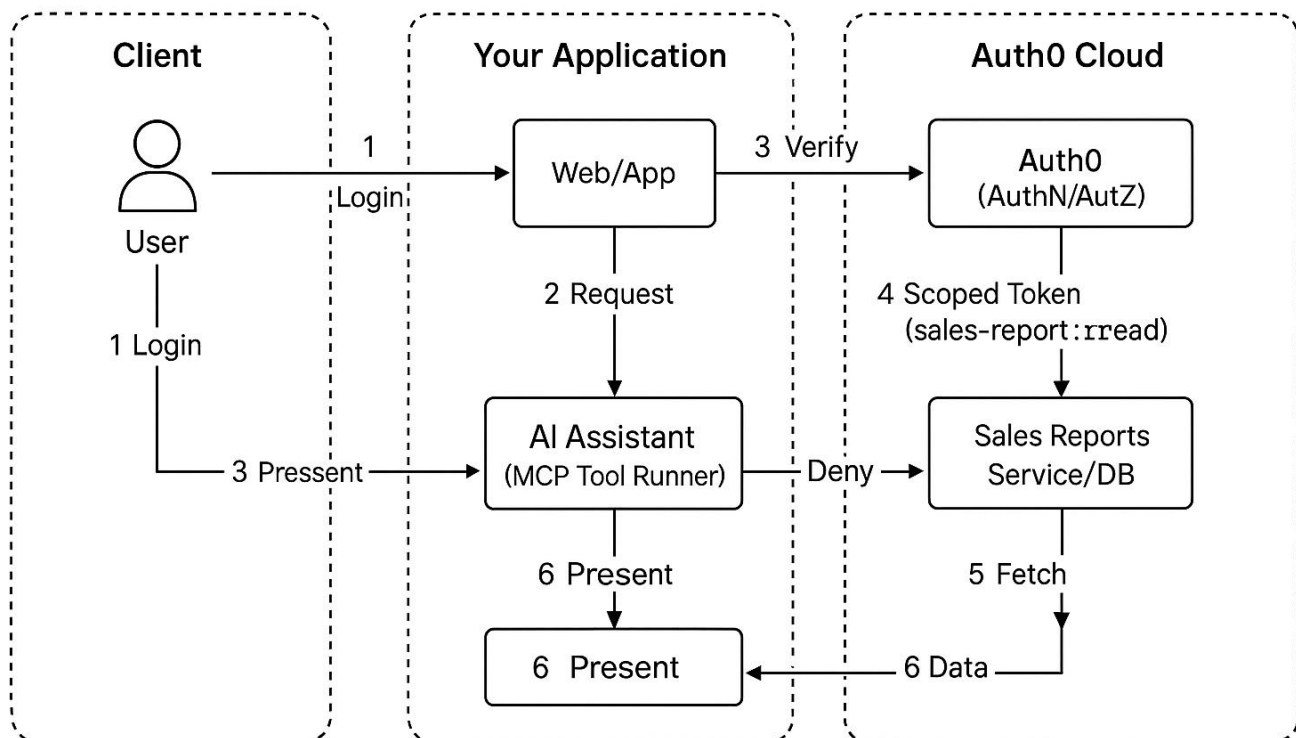 Client
Your Application
Auth0 Cloud
1
Login
Web/App
3 Verify
Auth0
(AuthN/AutZ)
User
2 Request
4 Scoped Token
(sales-report:rread)
1 Login
AI Assistant
(MCP Tool Runner)
Sales Reports
Service/DB
3 Pressent
Deny
6 Present
5 Fetch
6 Present
6 Data